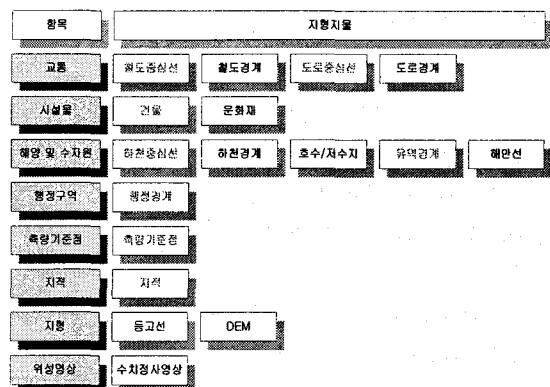 항목 지형지물
교통 철도중심선 철도경계 도로중심선 도로경계
시설물 건물 문화재
해양 및 수자원 하천중심선 하천경계 호수/저수지 유역경계 해안선
행정구역 행정경계
측량기준점 측량기준점
지적 지적
지형 등고선 DEM
위성영상 수치정사영상